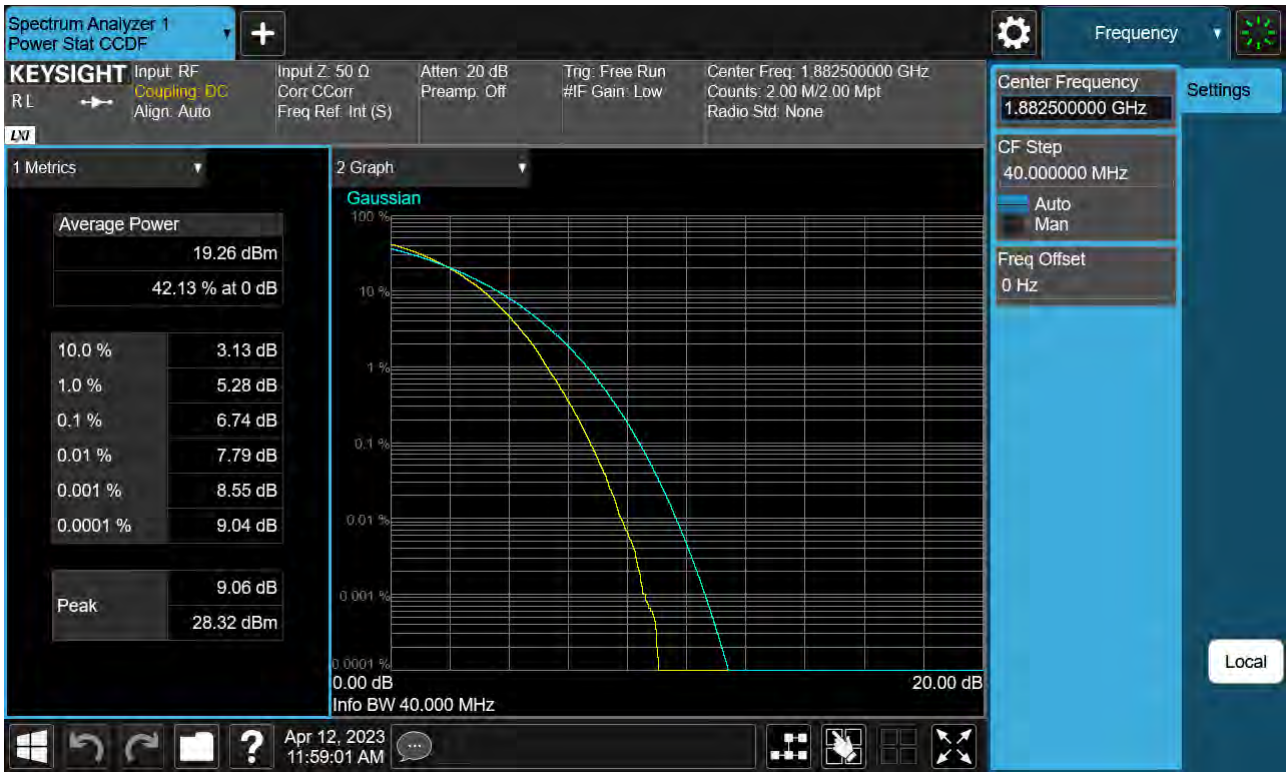 Spectrum Analyzer 1
Power Stat CCDF
+
Frequency
KEYSIGHT
RL
LXI
Input: RF
Coupling: DC
Align: Auto
Input Z: 50 Ω
Corr CCorr
Freq Ref: Int (S)
Atten: 20 dB
Preamp: Off
Trig: Free Run
#IF Gain: Low
Center Freq: 1.882500000 GHz
Counts: 2.00 M/2.00 Mpt
Radio Std: None
Center Frequency
1.882500000 GHz
Settings
CF Step
40.000000 MHz
Auto
Man
Freq Offset
0 Hz
Local
1 Metrics
Average Power
19.26 dBm
42.13 % at 0 dB
10.0 % 3.13 dB
1.0 % 5.28 dB
0.1 % 6.74 dB
0.01 % 7.79 dB
0.001 % 8.55 dB
0.0001 % 9.04 dB
Peak
9.06 dB
28.32 dBm
2 Graph
Gaussian
100 %
10 %
1 %
0.1 %
0.01 %
0.001 %
0.0001 %
0.00 dB 20.00 dB
Info BW 40.000 MHz
?
Apr 12, 2023
11:59:01 AM